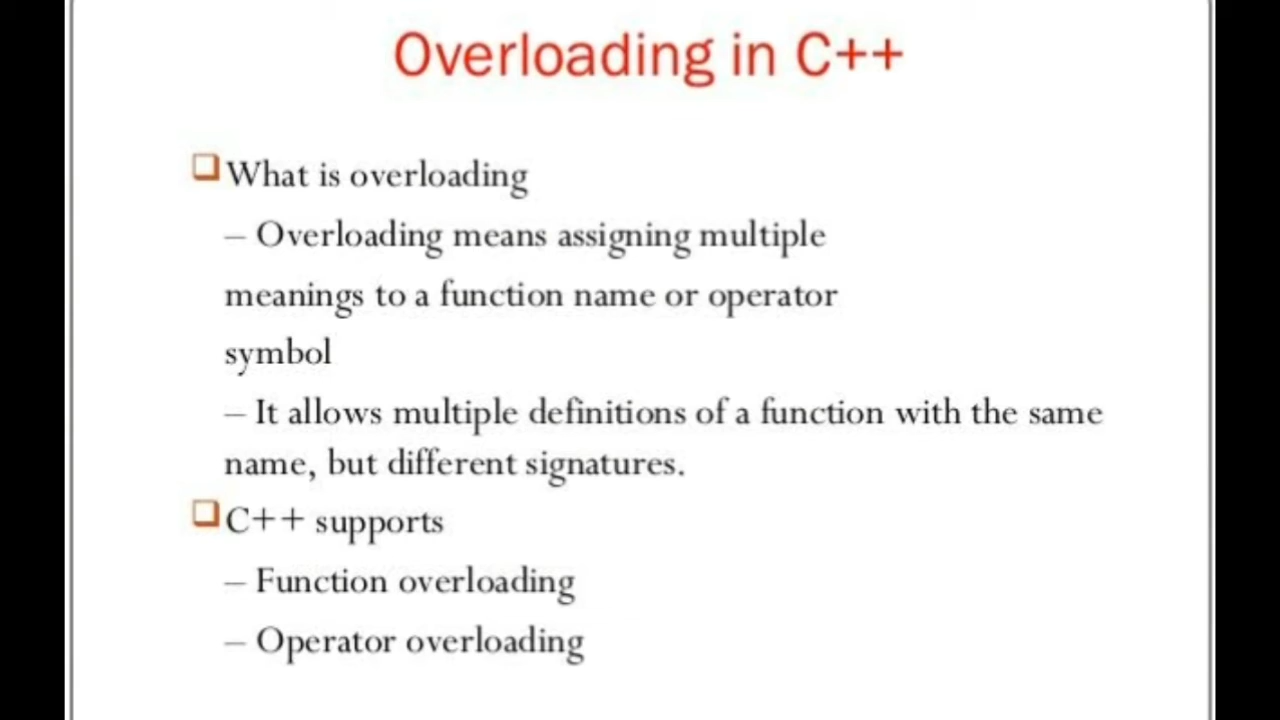 Overloading in C++
What is overloading
– Overloading means assigning multiple
meanings to a function name or operator
symbol
– It allows multiple definitions of a function with the same
name, but different signatures.
C++ supports
– Function overloading
– Operator overloading